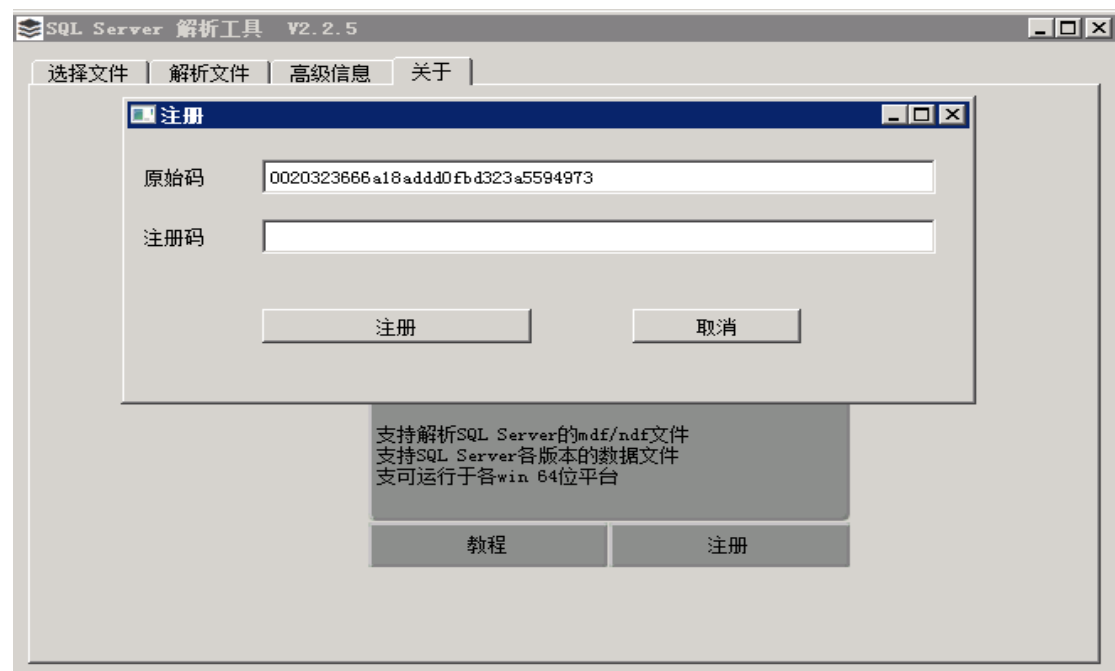 SQL Server 解析工具 V2.2.5
选择文件 解析文件 高级信息 关于
注册
原始码 0020323666a18addd0fbd323a5594973
注册码
注册 取消
支持解析SQL Server的mdf/ndf文件
支持SQL Server各版本的数据文件
支可运行于各win 64位平台
教程 注册